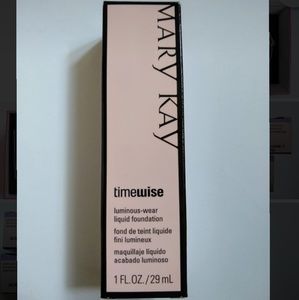 MARY KAY
timewise
luminous-wear
liquid foundation
fond de teint liquide
fini lumineux
maquillaje líquido
acabado luminoso
1 FL.OZ./29 mL